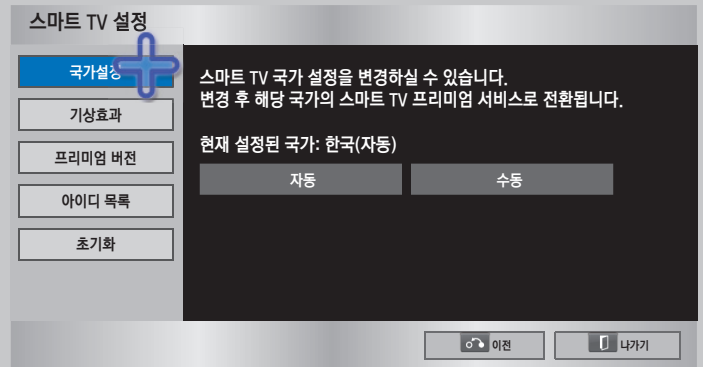 스마트 TV 설정
국가설정
기상효과
프리미엄 버전
아이디 목록
초기화
스마트 TV 국가 설정을 변경하실 수 있습니다.
변경 후 해당 국가의 스마트 TV 프리미엄 서비스로 전환됩니다.
현재 설정된 국가: 한국(자동)
자동 수동
이전 나가기